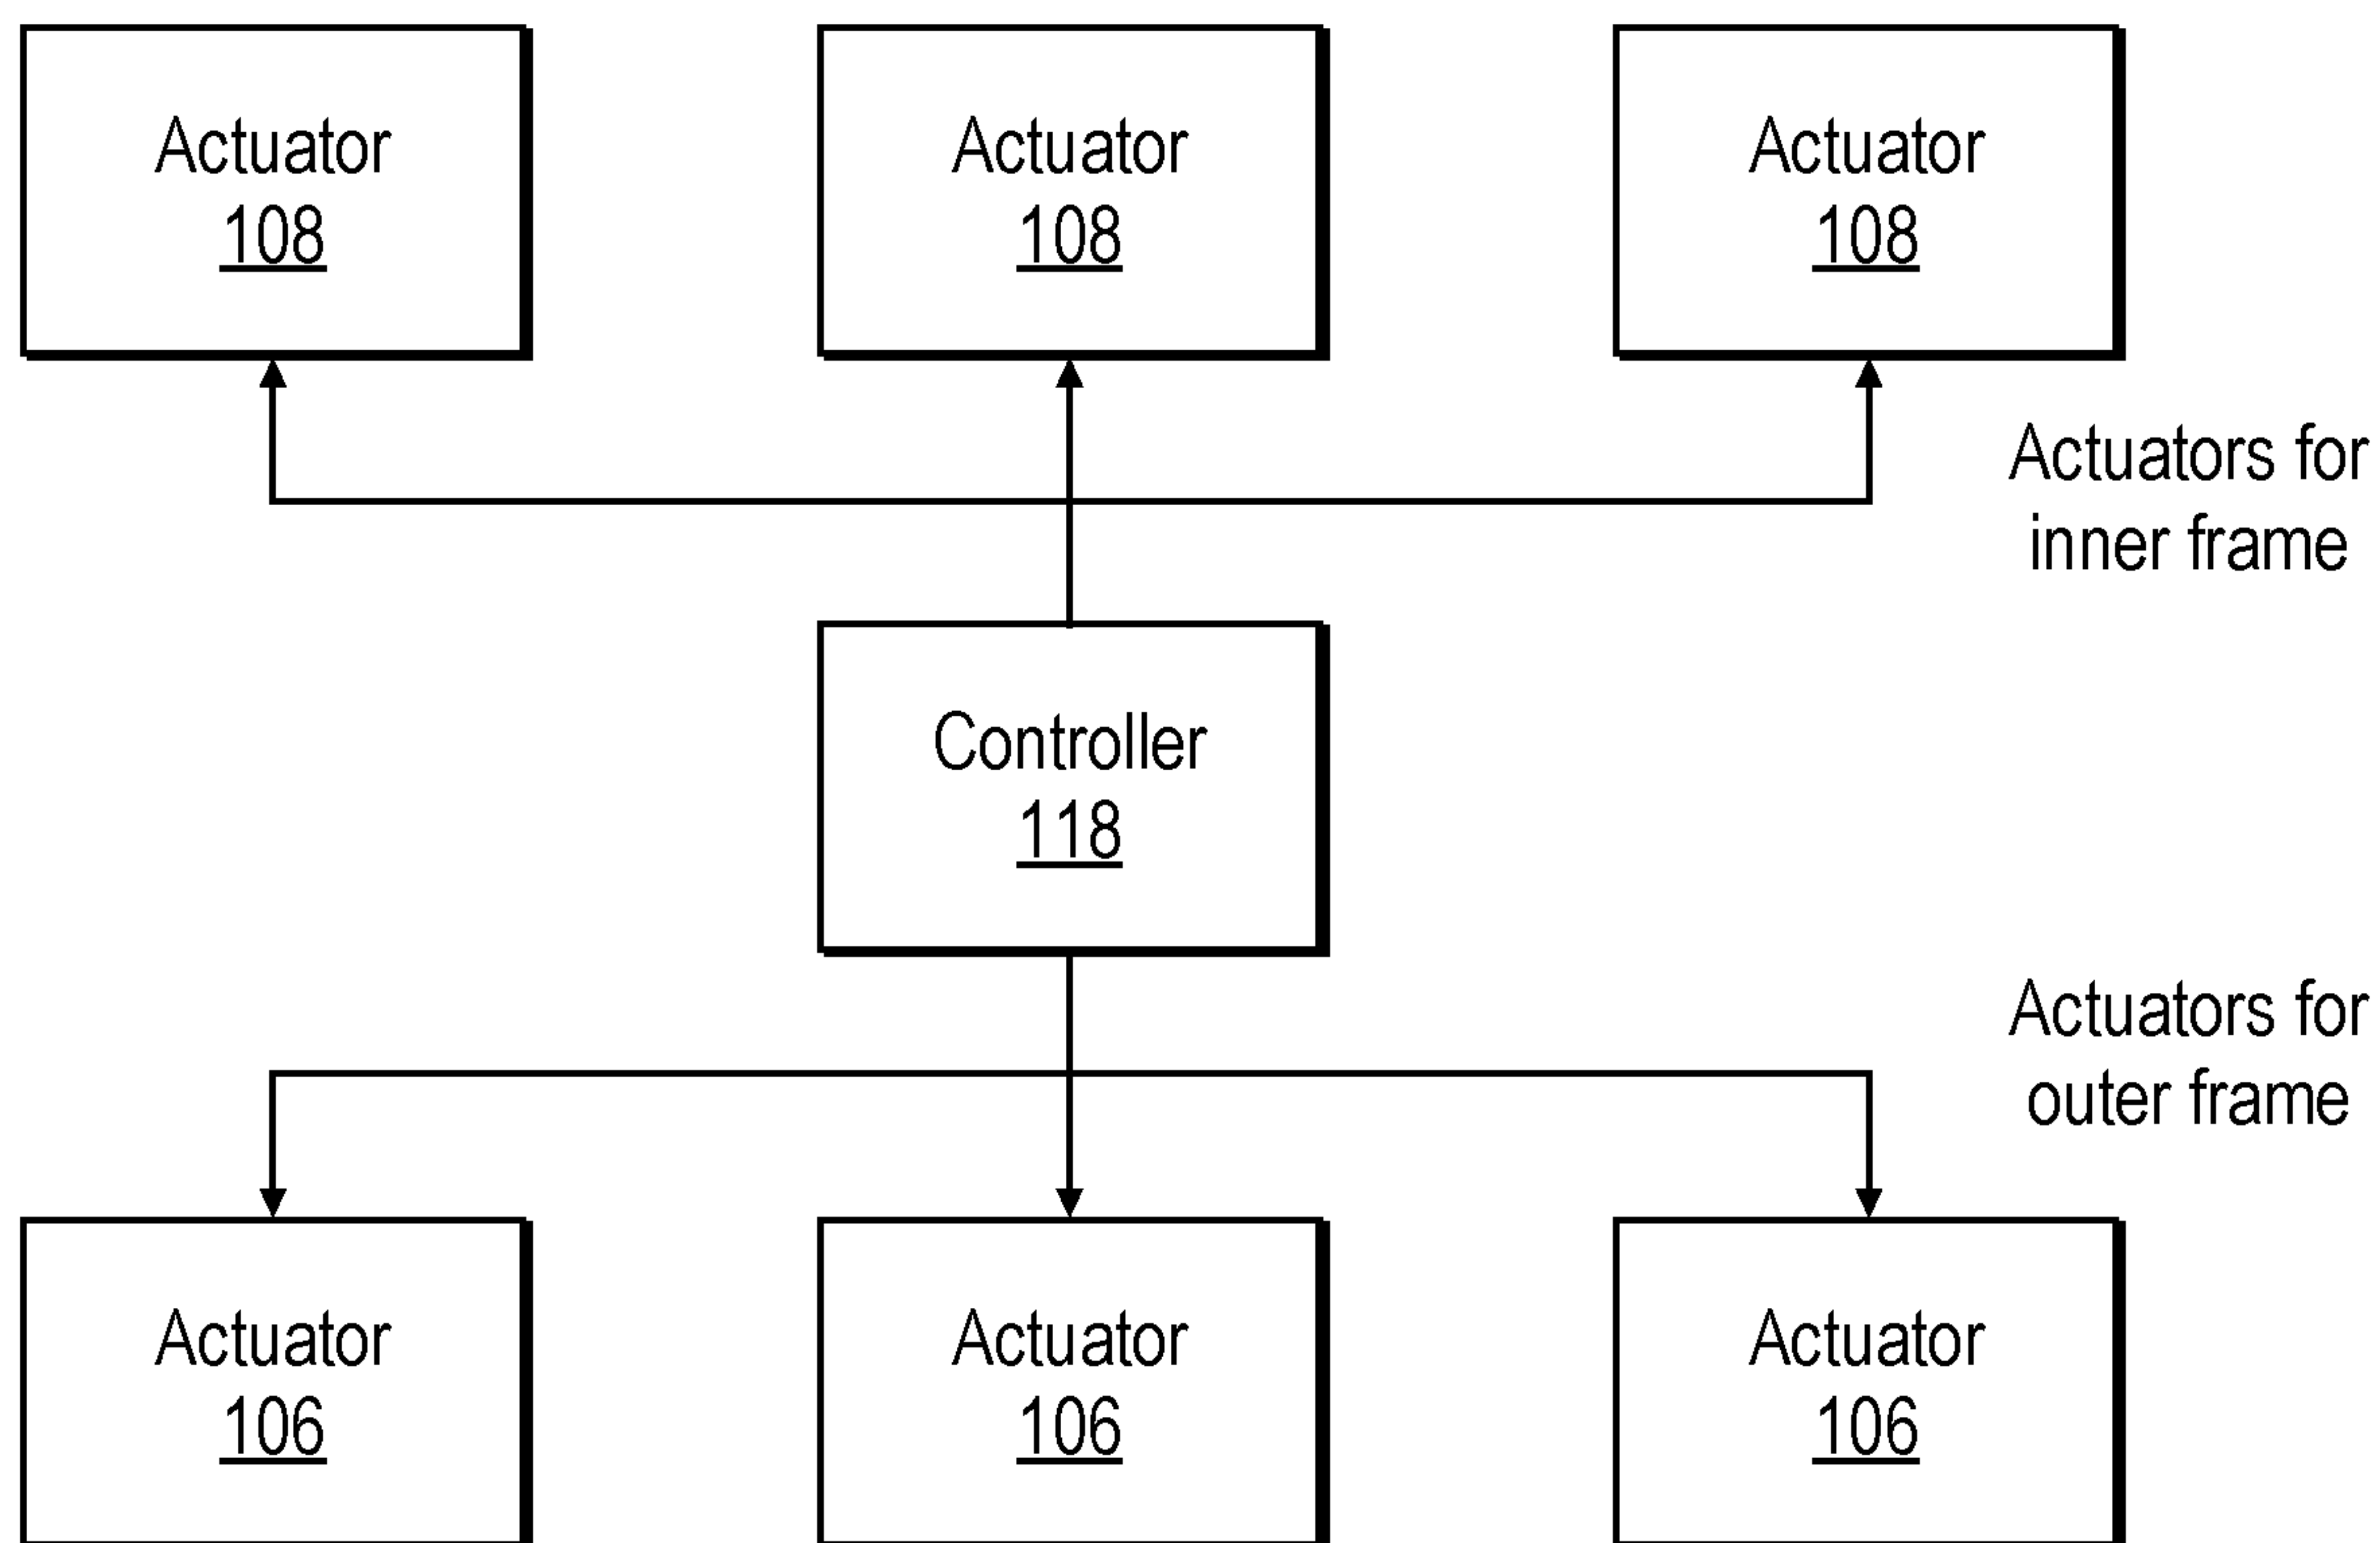 Actuator
108
Actuator
108
Actuator
108
Actuators for
inner frame
Controller
118
Actuators for
outer frame
Actuator
106
Actuator
106
Actuator
106